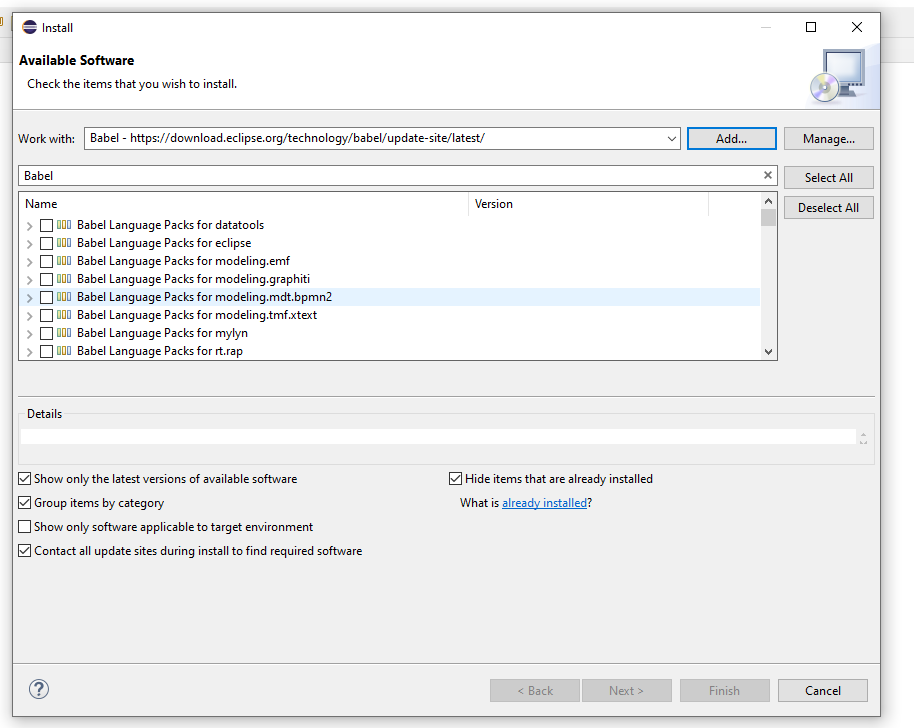 Install
Available Software
Check the items that you wish to install.
Work with: Babel - https://download.eclipse.org/technology/babel/update-site/latest/ Add... Manage...
Babel Select All
Name Version Deselect All
Babel Language Packs for datatools
Babel Language Packs for eclipse
Babel Language Packs for modeling.emf
Babel Language Packs for modeling.graphiti
Babel Language Packs for modeling.mdt.bpmn2
Babel Language Packs for modeling.tmf.xtext
Babel Language Packs for mylyn
Babel Language Packs for rt.rap
Details
Show only the latest versions of available software Hide items that are already installed
Group items by category What is already installed?
Show only software applicable to target environment
Contact all update sites during install to find required software
? < Back Next > Finish Cancel